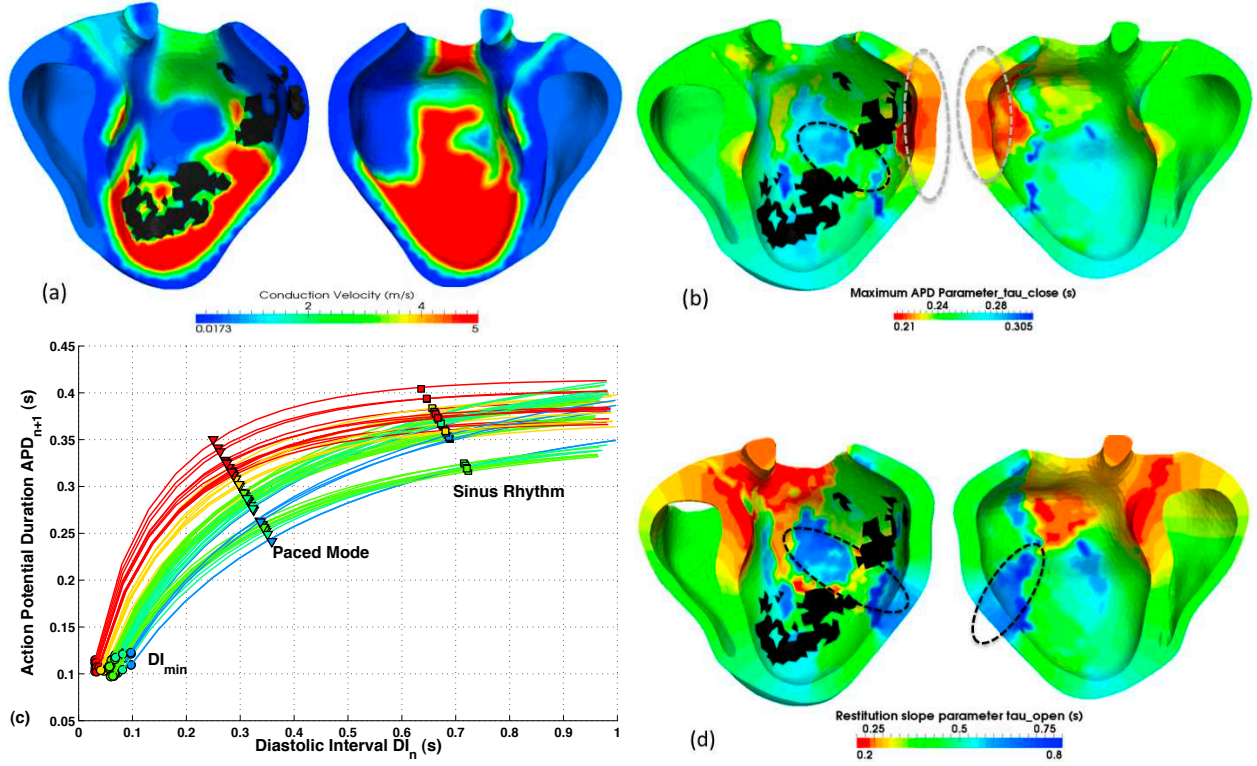 (a)
Conduction Velocity (m/s)
2 4
0.0173 5
(b)
Maximum APD Parameter_tau_close (s)
0.24 0.28
0.21 0.305
0.45
0.4
0.35
0.3
0.25
0.2
0.15
0.1
0.05
Action Potential Duration APDn+1 (s)
Sinus Rhythm
Paced Mode
DImin
(c)
0 0.1 0.2 0.3 0.4 0.5 0.6 0.7 0.8 0.9 1
Diastolic Interval DIn (s)
(d)
Restitution slope parameter tau_open (s)
0.25 0.5 0.75
0.2 0.8